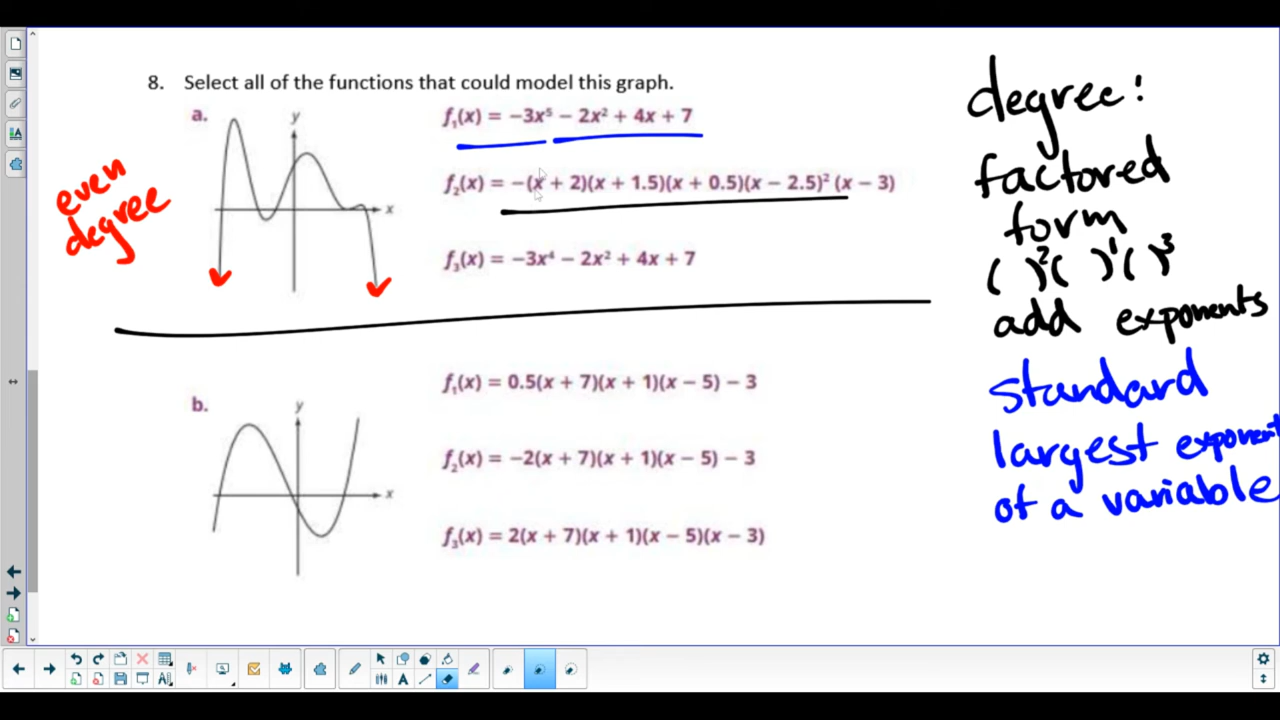 8. Select all of the functions that could model this graph.
a.
y
x
even
degree
f₁(x) = −3x⁵ − 2x² + 4x + 7
f₂(x) = −(x + 2)(x + 1.5)(x + 0.5)(x − 2.5)² (x − 3)
f₃(x) = −3x⁴ − 2x² + 4x + 7
b.
y
x
f₁(x) = 0.5(x + 7)(x + 1)(x − 5) − 3
f₂(x) = −2(x + 7)(x + 1)(x − 5) − 3
f₃(x) = 2(x + 7)(x + 1)(x − 5)(x − 3)
degree:
factored
form
( )²( )¹( )³
add exponents
standard
largest exponent
of a variable